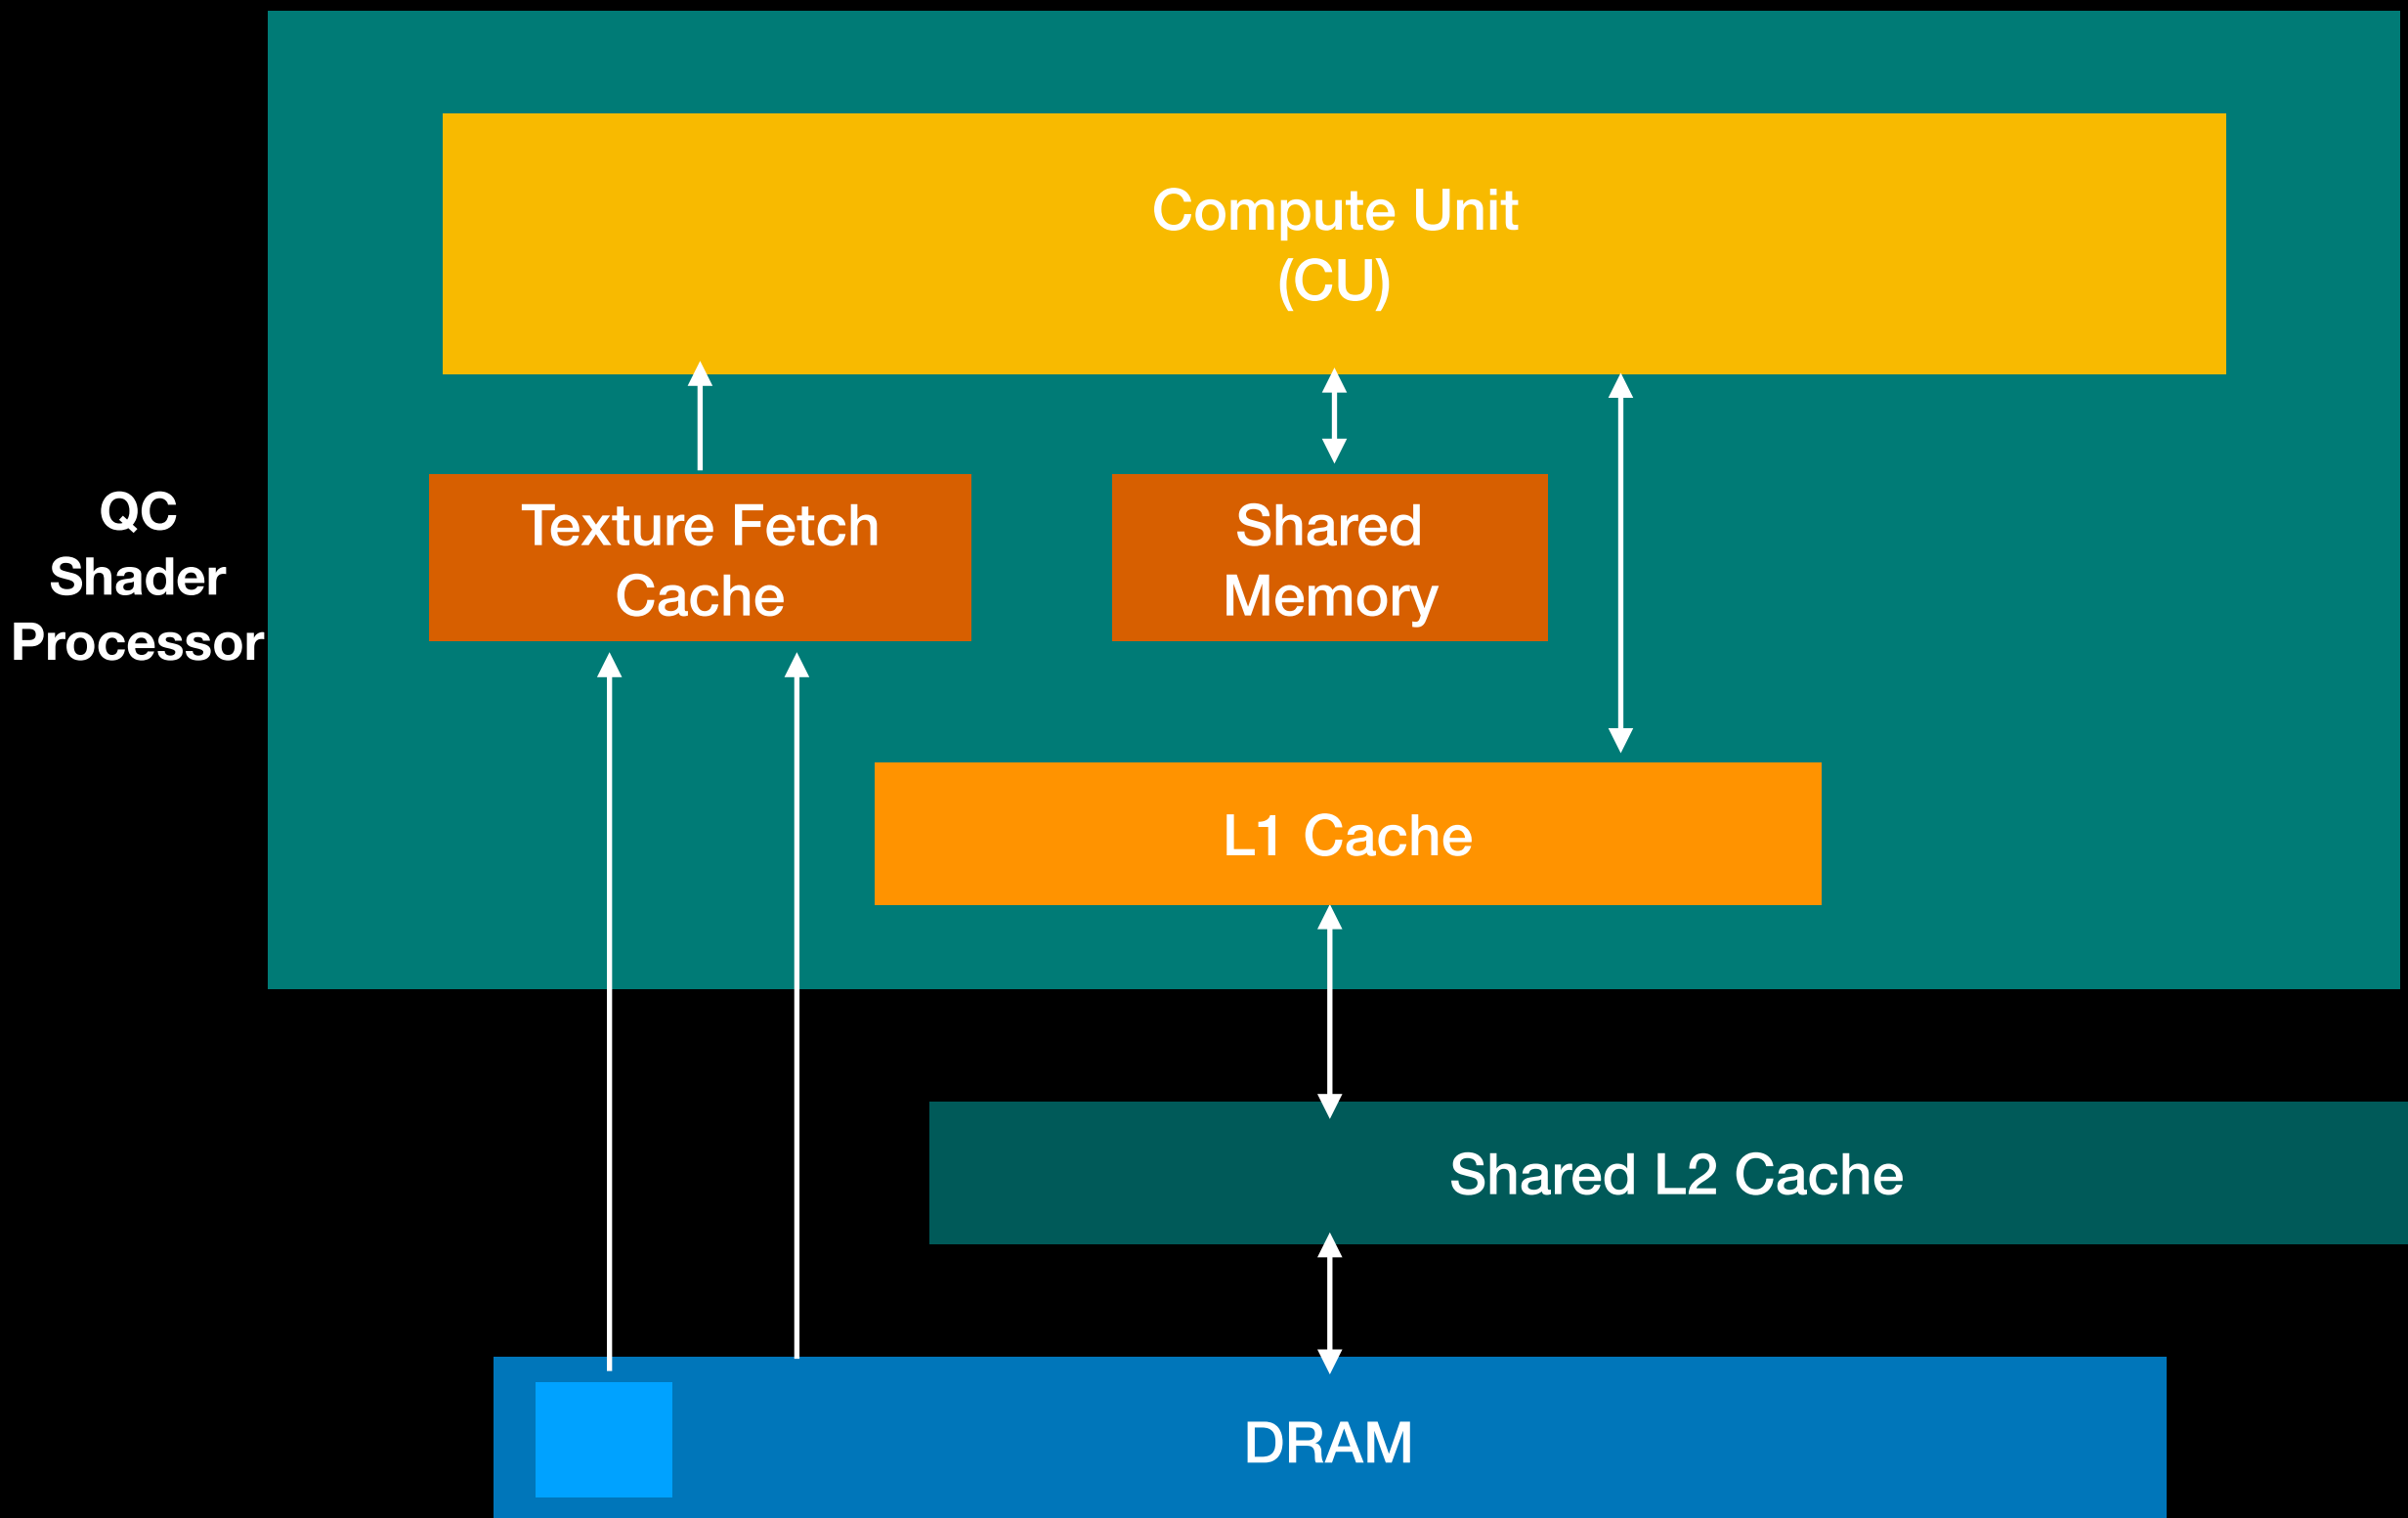 Compute Unit
(CU)
QC
Shader
Processor
Texture Fetch
Cache
Shared
Memory
L1 Cache
Shared L2 Cache
DRAM